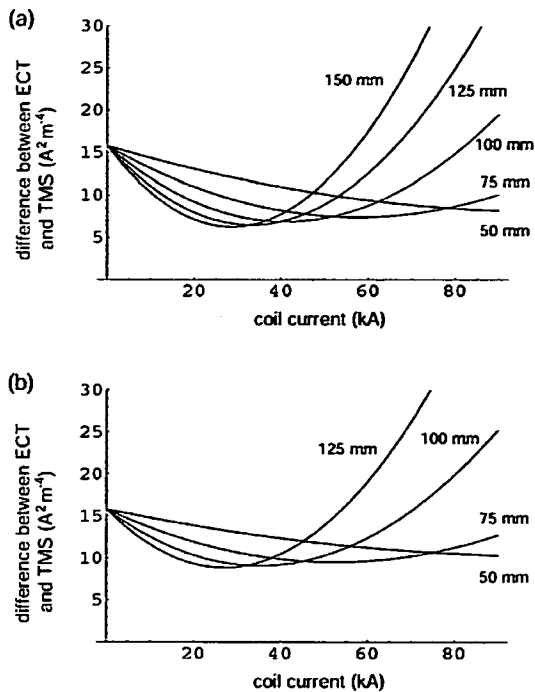 (a)
difference between ECT
and TMS (A²m⁻⁴)
30
25
20
15
10
5
150 mm
125 mm
100 mm
75 mm
50 mm
20
40
60
80
coil current (kA)
(b)
difference between ECT
and TMS (A²m⁻⁴)
30
25
20
15
10
5
125 mm
100 mm
75 mm
50 mm
20
40
60
80
coil current (kA)